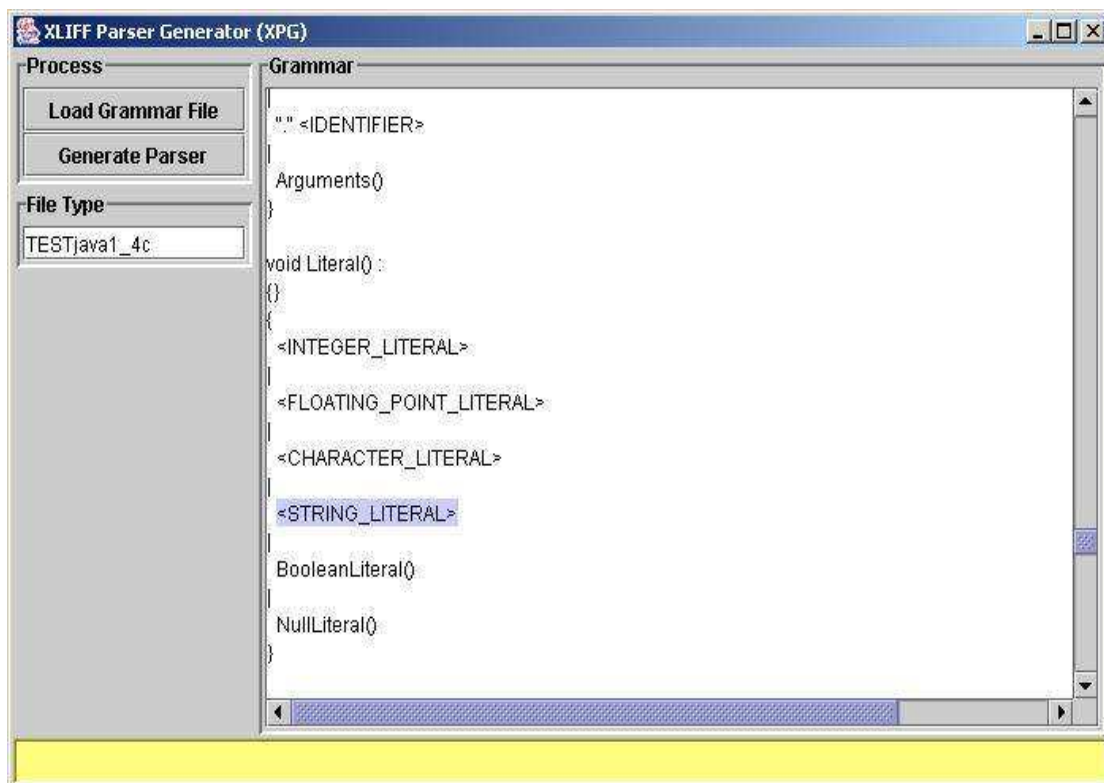 XLIFF Parser Generator (XPG)
Process
Load Grammar File
Generate Parser
File Type
TESTjava1_4c
Grammar
|
"." <IDENTIFIER>
|
Arguments()
}
void Literal() :
{}
{
<INTEGER_LITERAL>
|
<FLOATING_POINT_LITERAL>
|
<CHARACTER_LITERAL>
|
<STRING_LITERAL>
|
BooleanLiteral()
|
NullLiteral()
}